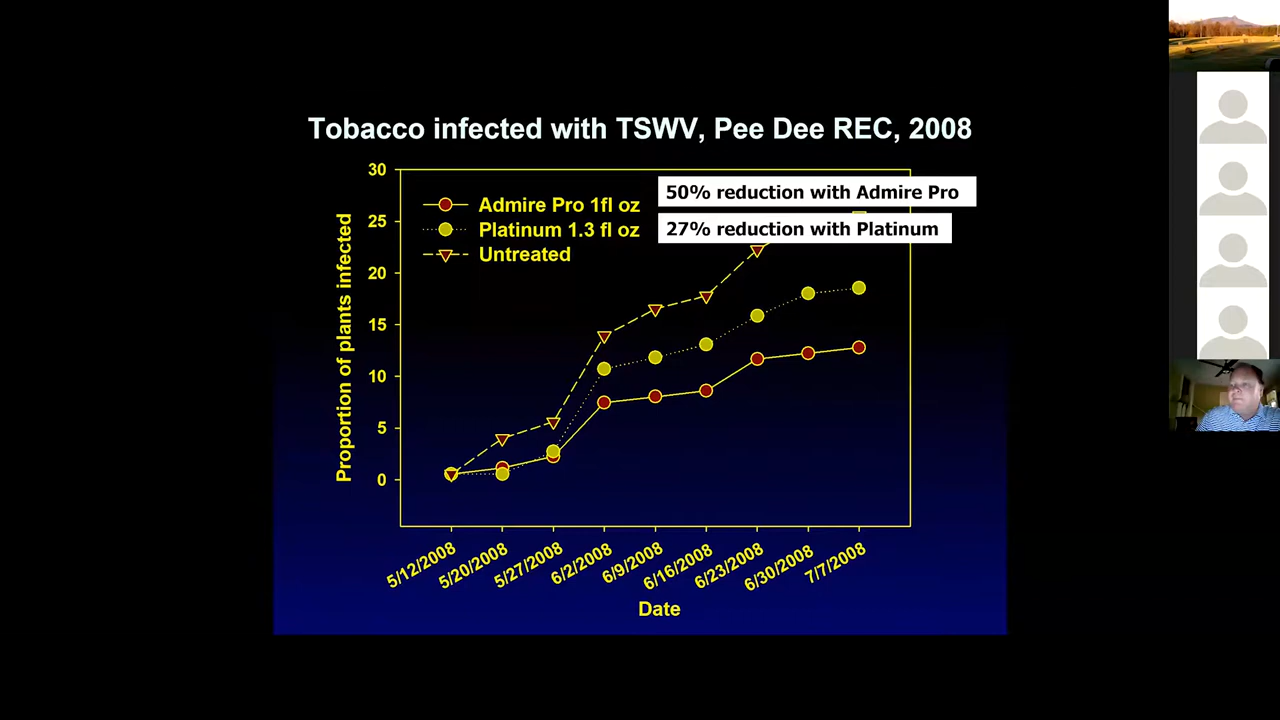 Tobacco infected with TSWV, Pee Dee REC, 2008
50% reduction with Admire Pro
27% reduction with Platinum
Admire Pro 1fl oz
Platinum 1.3 fl oz
Untreated
Proportion of plants infected
30
25
20
15
10
5
0
5/12/2008
5/20/2008
5/27/2008
6/2/2008
6/9/2008
6/16/2008
6/23/2008
6/30/2008
7/7/2008
Date